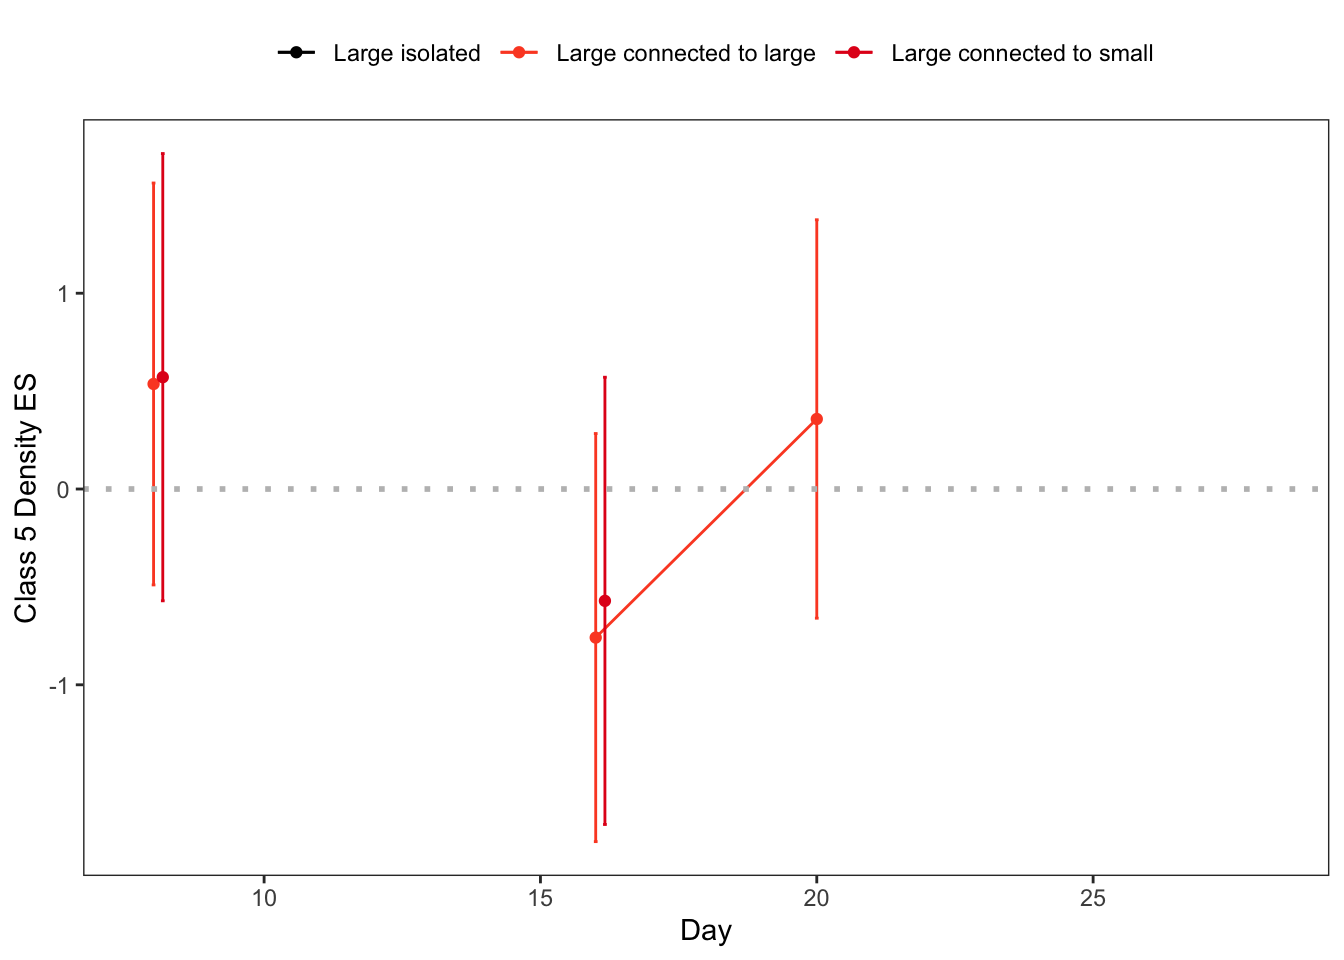 Large isolated Large connected to large Large connected to small
Class 5 Density ES
1
0
-1
10 15 20 25
Day